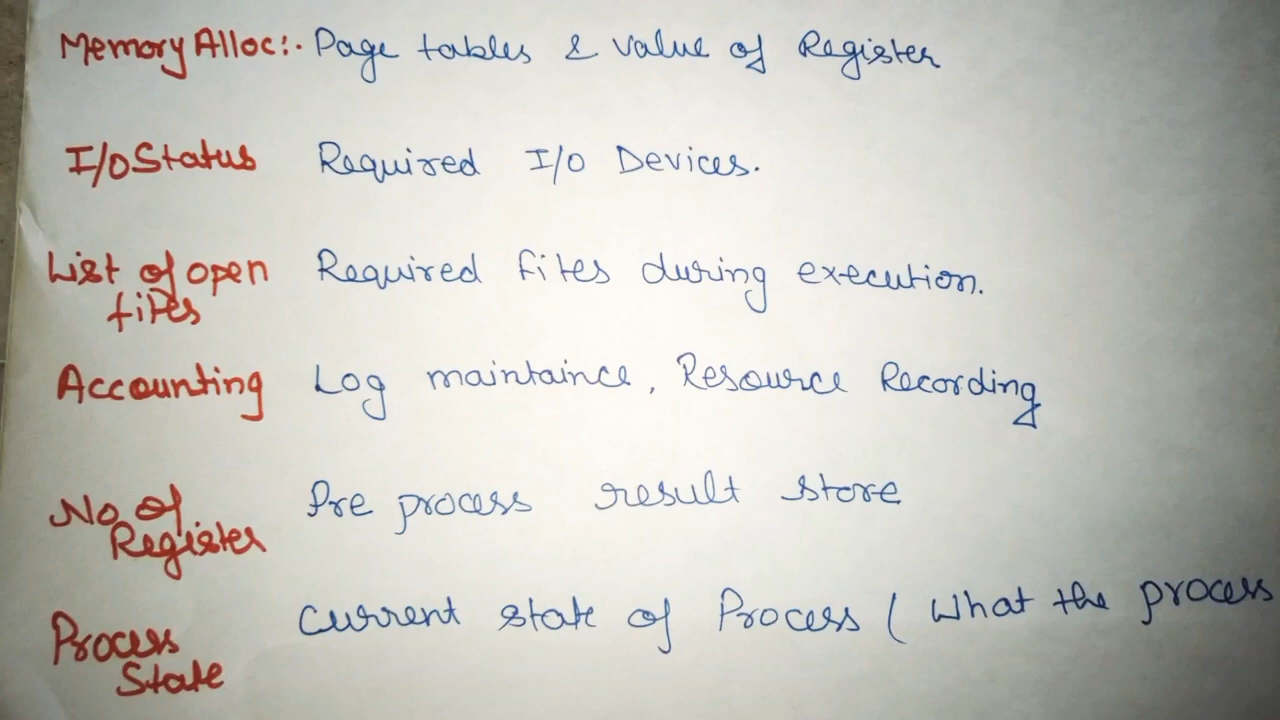 Memory Alloc:. Page tables & value of Register
I/O Status Required I/O Devices.
List of open Required files during execution.
files
Accounting Log maintaince, Resource Recording
No of Pre process result store
Register
Process Current state of Process ( What the process
State